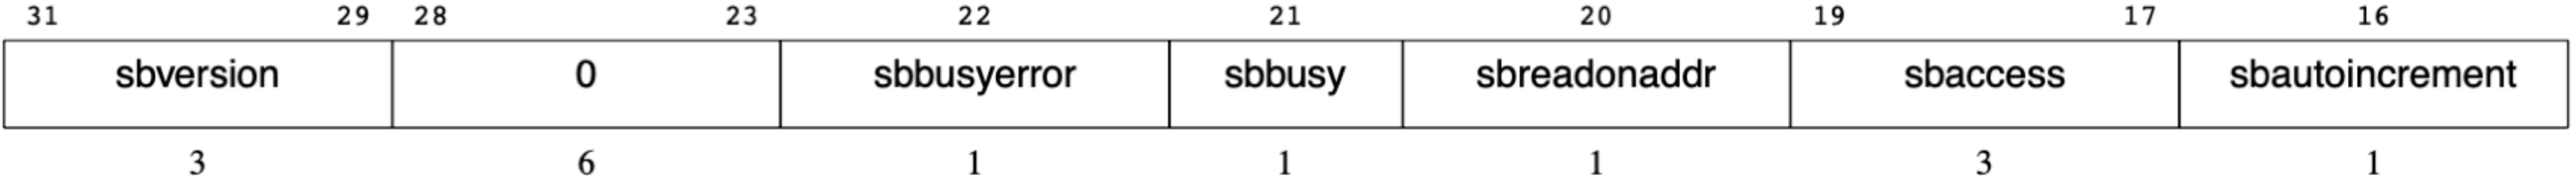 31 29 28 23 22 21 20 19 17 16
sbversion 0 sbbusyerror sbbusy sbreadonaddr sbaccess sbautoincrement
3 6 1 1 1 3 1